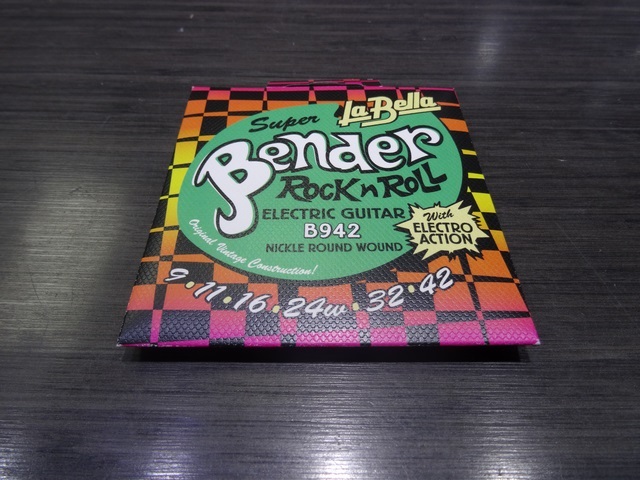 La Bella
Super
Bender
Rock n Roll
ELECTRIC GUITAR
B942
NICKLE ROUND WOUND
With
ELECTRO
ACTION
Original Vintage Construction!
9 • 11 • 16 • 24w • 32 • 42